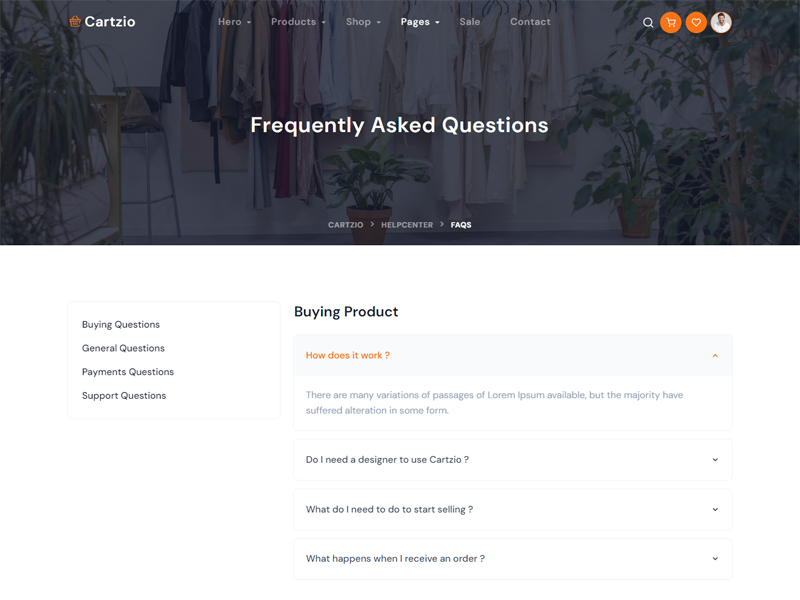 Cartzio
Hero
Products
Shop
Pages
Sale
Contact
Frequently Asked Questions
CARTZIO > HELPCENTER > FAQS
Buying Questions
General Questions
Payments Questions
Support Questions
Buying Product
How does it work ?
There are many variations of passages of Lorem Ipsum available, but the majority have
suffered alteration in some form.
Do I need a designer to use Cartzio ?
What do I need to do to start selling ?
What happens when I receive an order ?